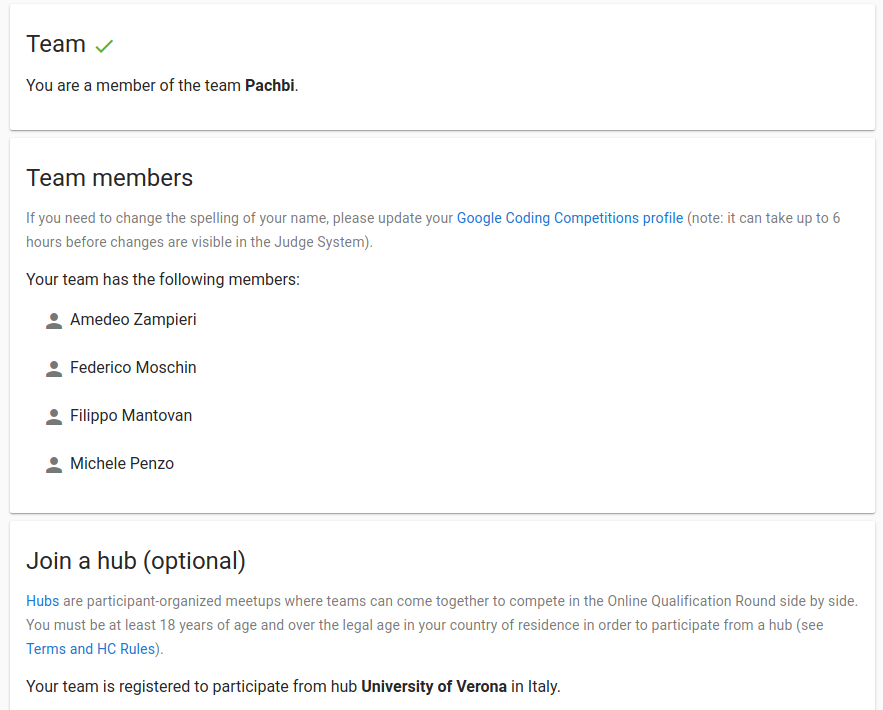 Team
You are a member of the team Pachbi.
Team members
If you need to change the spelling of your name, please update your Google Coding Competitions profile (note: it can take up to 6
hours before changes are visible in the Judge System).
Your team has the following members:
Amedeo Zampieri
Federico Moschin
Filippo Mantovan
Michele Penzo
Join a hub (optional)
Hubs are participant-organized meetups where teams can come together to compete in the Online Qualification Round side by side.
You must be at least 18 years of age and over the legal age in your country of residence in order to participate from a hub (see
Terms and HC Rules).
Your team is registered to participate from hub University of Verona in Italy.